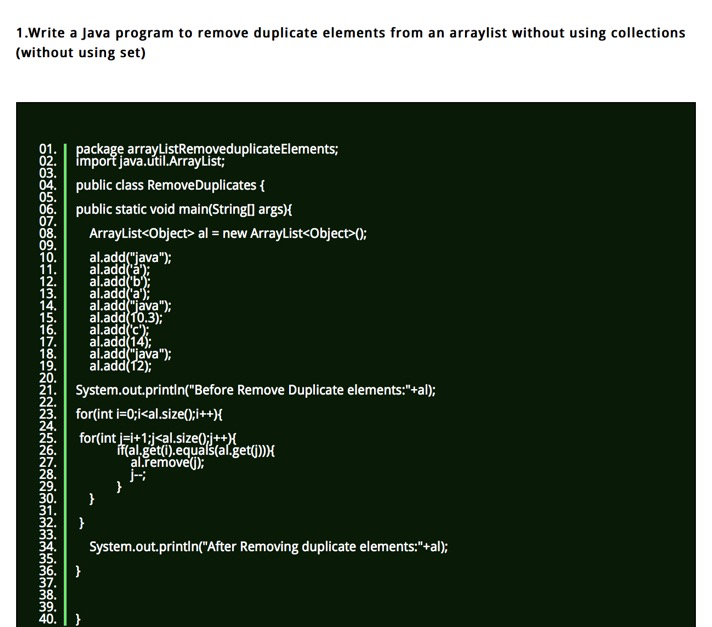 1.Write a Java program to remove duplicate elements from an arraylist without using collections
(without using set)
01. package arrayListRemoveduplicateElements;
02. import java.util.ArrayList;
03.
04. public class RemoveDuplicates {
05.
06. public static void main(String[] args){
07.
08. ArrayList<Object> al = new ArrayList<Object>();
09.
10. al.add("java");
11. al.add('a');
12. al.add('b');
13. al.add('a');
14. al.add("java");
15. al.add(10.3);
16. al.add('c');
17. al.add(14);
18. al.add("java");
19. al.add(12);
20.
21. System.out.println("Before Remove Duplicate elements:"+al);
22.
23. for(int i=0;i<al.size();i++){
24.
25. for(int j=i+1;j<al.size();j++){
26. if(al.get(i).equals(al.get(j))){
27. al.remove(j);
28. j--;
29. }
30. }
31.
32. }
33.
34. System.out.println("After Removing duplicate elements:"+al);
35.
36. }
37.
38.
39.
40. }